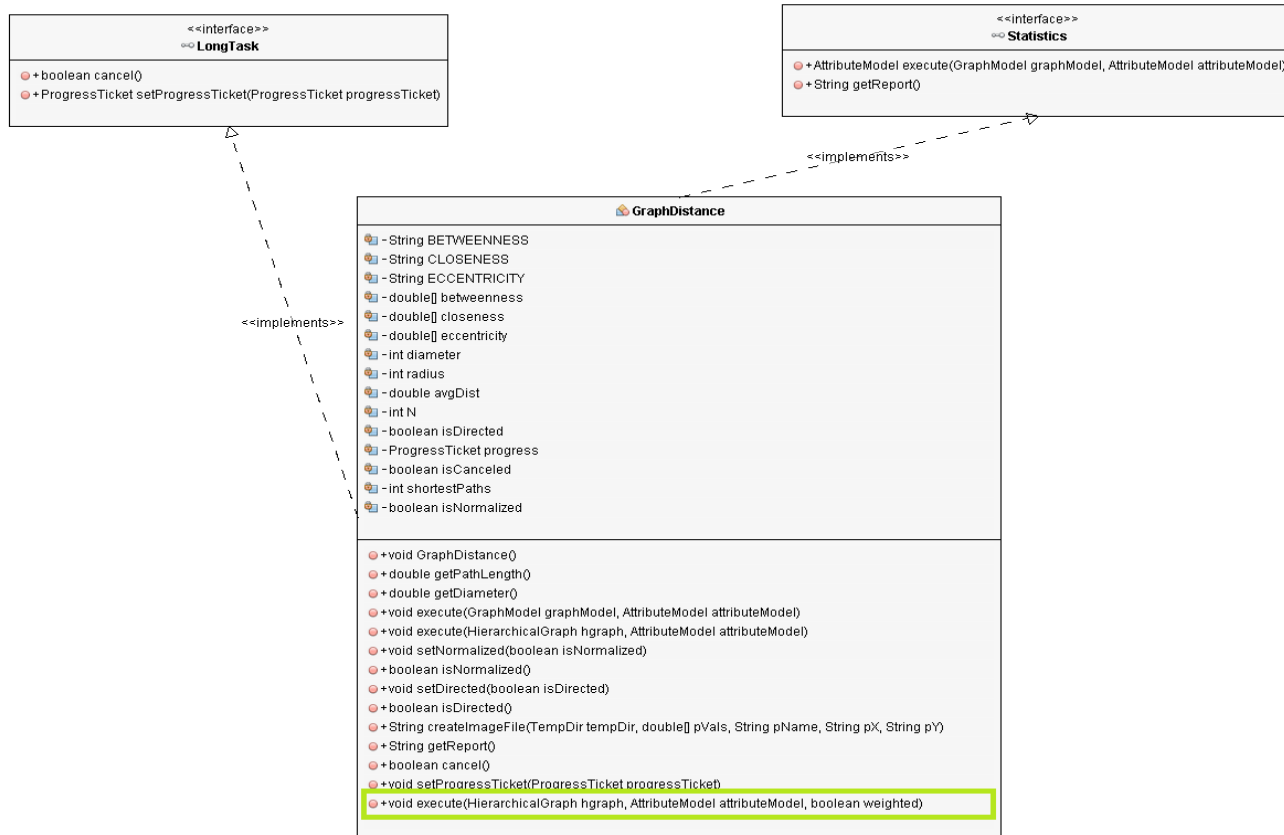 <<interface>>
LongTask
+boolean cancel()
+ProgressTicket setProgressTicket(ProgressTicket progressTicket)
<<interface>>
Statistics
+AttributeModel execute(GraphModel graphModel, AttributeModel attributeModel)
+String getReport()
<<implements>>
<<implements>>
GraphDistance
-String BETWEENNESS
-String CLOSENESS
-String ECCENTRICITY
-double[] betweenness
-double[] closeness
-double[] eccentricity
-int diameter
-int radius
-double avgDist
-int N
-boolean isDirected
-ProgressTicket progress
-boolean isCanceled
-int shortestPaths
-boolean isNormalized
+void GraphDistance()
+double getPathLength()
+double getDiameter()
+void execute(GraphModel graphModel, AttributeModel attributeModel)
+void execute(HierarchicalGraph hgraph, AttributeModel attributeModel)
+void setNormalized(boolean isNormalized)
+boolean isNormalized()
+void setDirected(boolean isDirected)
+boolean isDirected()
+String createImageFile(TempDir tempDir, double[] pVals, String pName, String pX, String pY)
+String getReport()
+boolean cancel()
+void setProgressTicket(ProgressTicket progressTicket)
+void execute(HierarchicalGraph hgraph, AttributeModel attributeModel, boolean weighted)